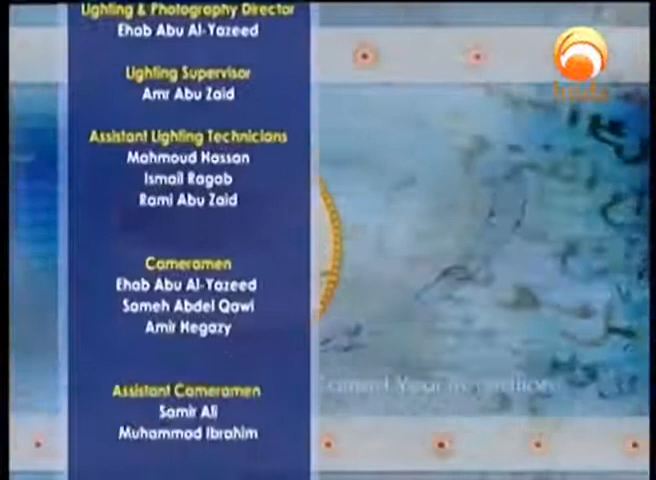 Lighting & Photography Director
Ehab Abu Al-Yazeed
Lighting Supervisor
Amr Abu Zaid
Assistant Lighting Technicians
Mahmoud Hassan
Ismail Ragab
Rami Abu Zaid
Cameramen
Ehab Abu Al-Yazeed
Sameh Abdel Qawi
Amir Hegazy
Assistant Cameramen
Samir Ali
Muhammad Ibrahim
huda
Your